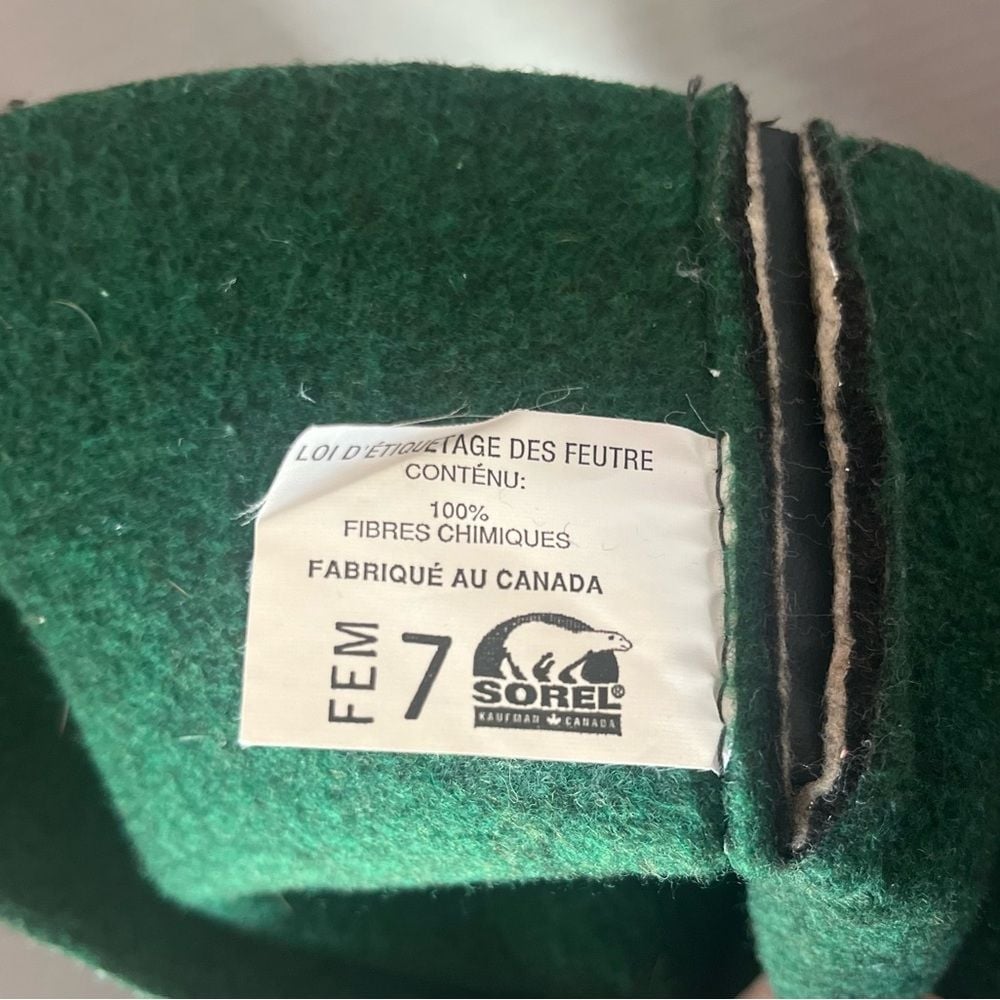 LOI D'ÉTIQUETAGE DES FEUTRE
CONTÉNU:
100%
FIBRES CHIMIQUES
FABRIQUÉ AU CANADA
FEM 7
SOREL®
KAUFMAN CANADA